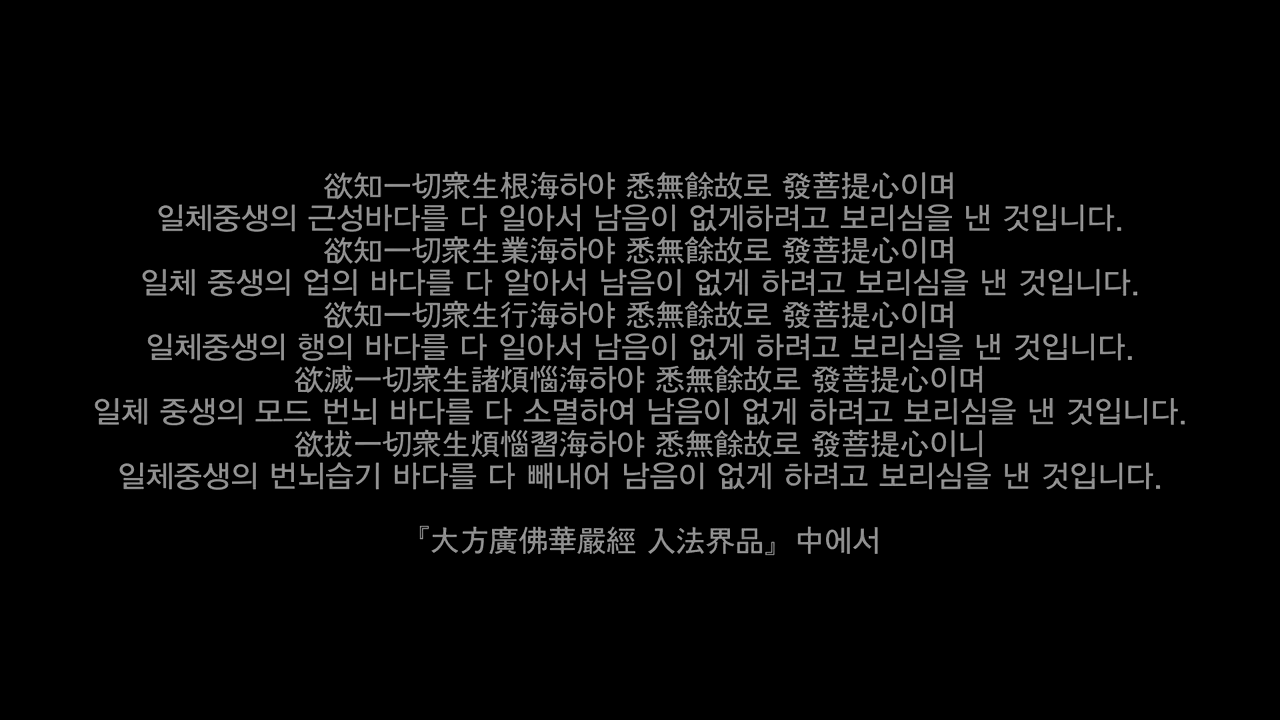 欲知一切衆生根海하야 悉無餘故로 發菩提心이며
일체중생의 근성바다를 다 일아서 남음이 없게하려고 보리심을 낸 것입니다.
欲知一切衆生業海하야 悉無餘故로 發菩提心이며
일체 중생의 업의 바다를 다 알아서 남음이 없게 하려고 보리심을 낸 것입니다.
欲知一切衆生行海하야 悉無餘故로 發菩提心이며
일체중생의 행의 바다를 다 일아서 남음이 없게 하려고 보리심을 낸 것입니다.
欲滅一切衆生諸煩惱海하야 悉無餘故로 發菩提心이며
일체 중생의 모드 번뇌 바다를 다 소멸하여 남음이 없게 하려고 보리심을 낸 것입니다.
欲拔一切衆生煩惱習海하야 悉無餘故로 發菩提心이니
일체중생의 번뇌습기 바다를 다 빼내어 남음이 없게 하려고 보리심을 낸 것입니다.
『大方廣佛華嚴經 入法界品』 中에서